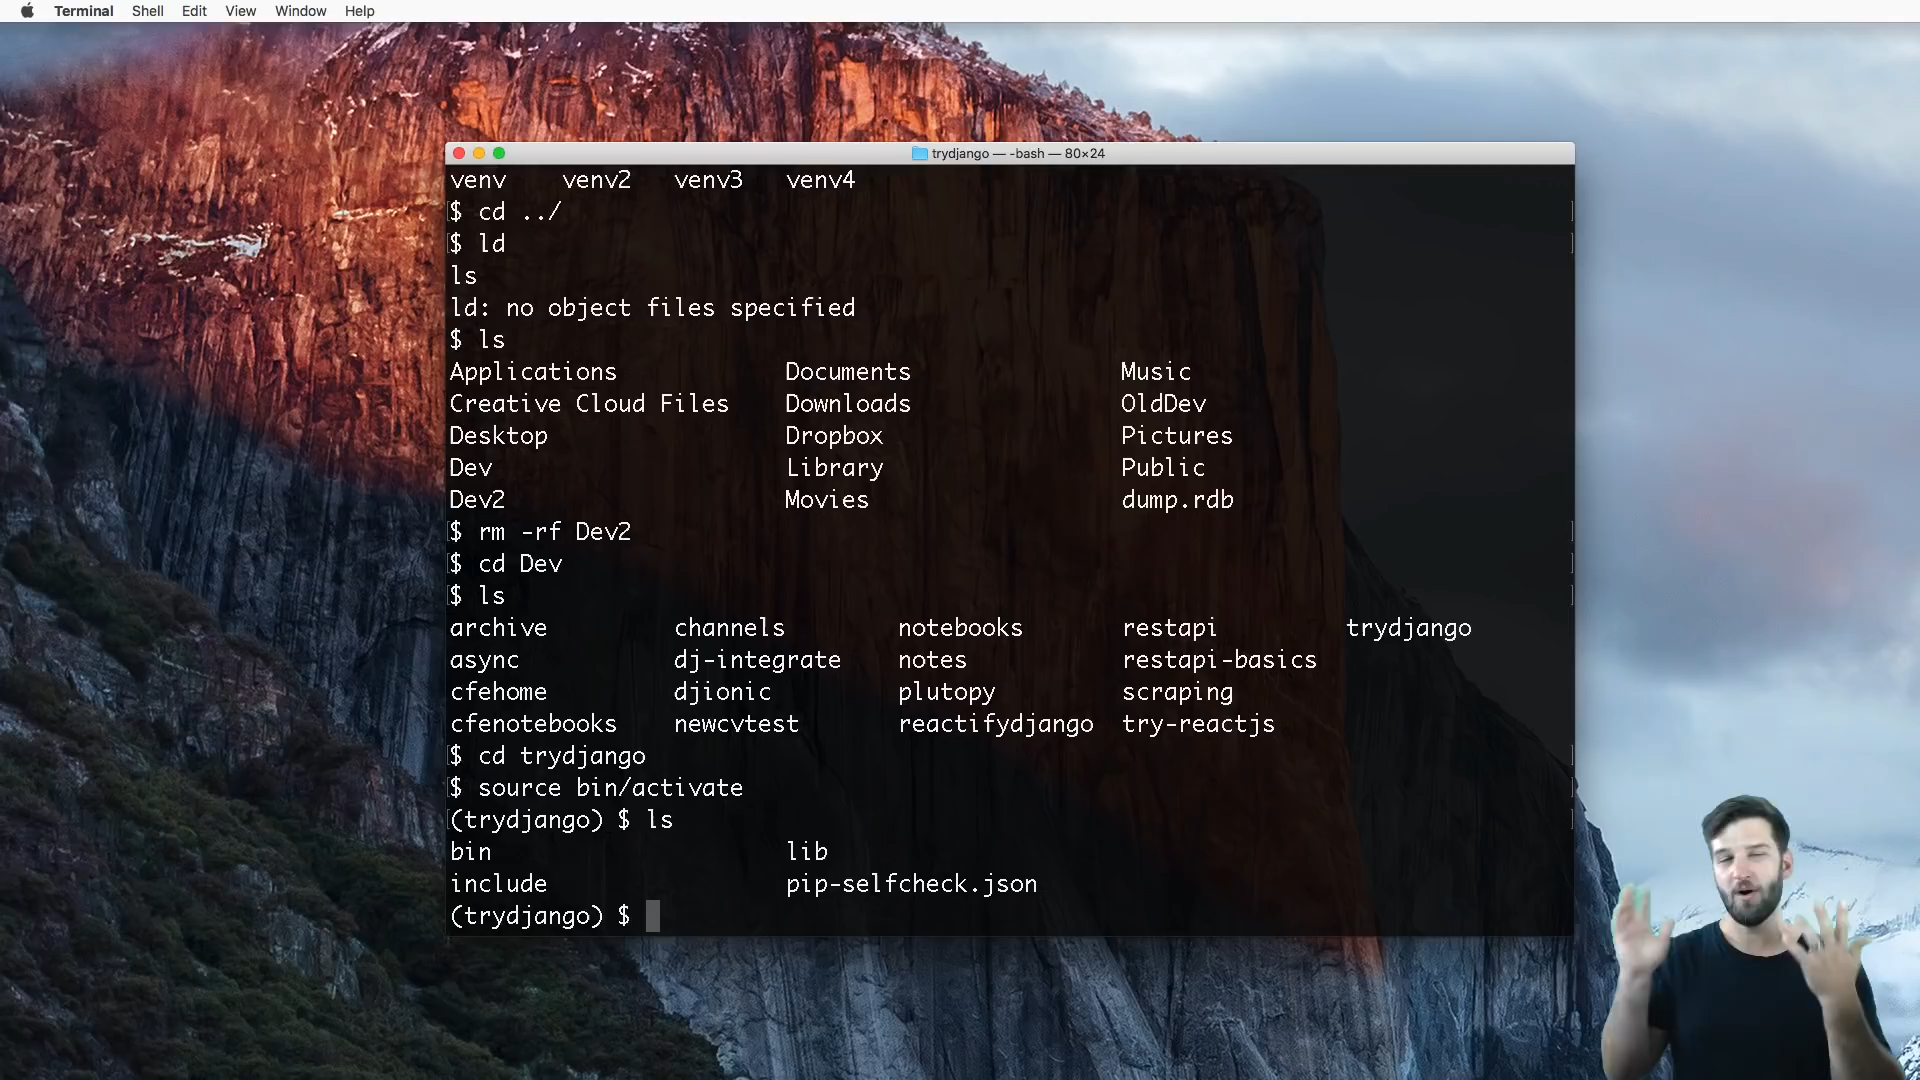 Terminal Shell Edit View Window Help
trydjango — -bash — 80×24
venv venv2 venv3 venv4
$ cd ../
$ ld
ls
ld: no object files specified
$ ls
Applications Documents Music
Creative Cloud Files Downloads OldDev
Desktop Dropbox Pictures
Dev Library Public
Dev2 Movies dump.rdb
$ rm -rf Dev2
$ cd Dev
$ ls
archive channels notebooks restapi trydjango
async dj-integrate notes restapi-basics
cfehome djionic plutopy scraping
cfenotebooks newcvtest reactifydjango try-reactjs
$ cd trydjango
$ source bin/activate
(trydjango) $ ls
bin lib
include pip-selfcheck.json
(trydjango) $